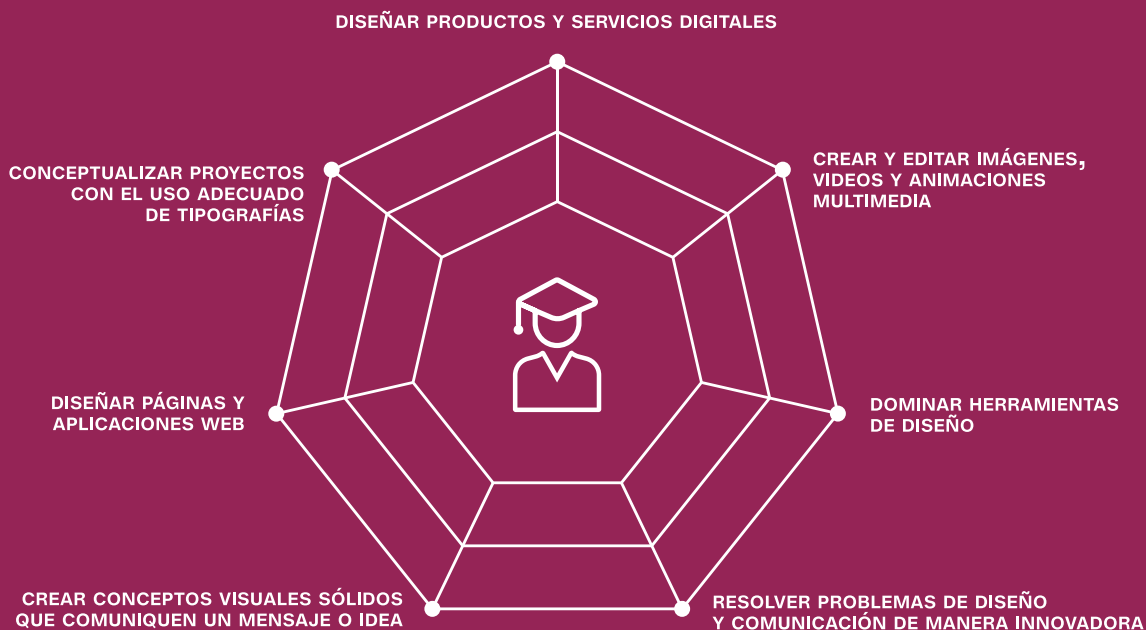 DISEÑAR PRODUCTOS Y SERVICIOS DIGITALES
CONCEPTUALIZAR PROYECTOS
CON EL USO ADECUADO
DE TIPOGRAFÍAS
CREAR Y EDITAR IMÁGENES,
VIDEOS Y ANIMACIONES
MULTIMEDIA
DISEÑAR PÁGINAS Y
APLICACIONES WEB
DOMINAR HERRAMIENTAS
DE DISEÑO
CREAR CONCEPTOS VISUALES SÓLIDOS
QUE COMUNIQUEN UN MENSAJE O IDEA
RESOLVER PROBLEMAS DE DISEÑO
Y COMUNICACIÓN DE MANERA INNOVADORA